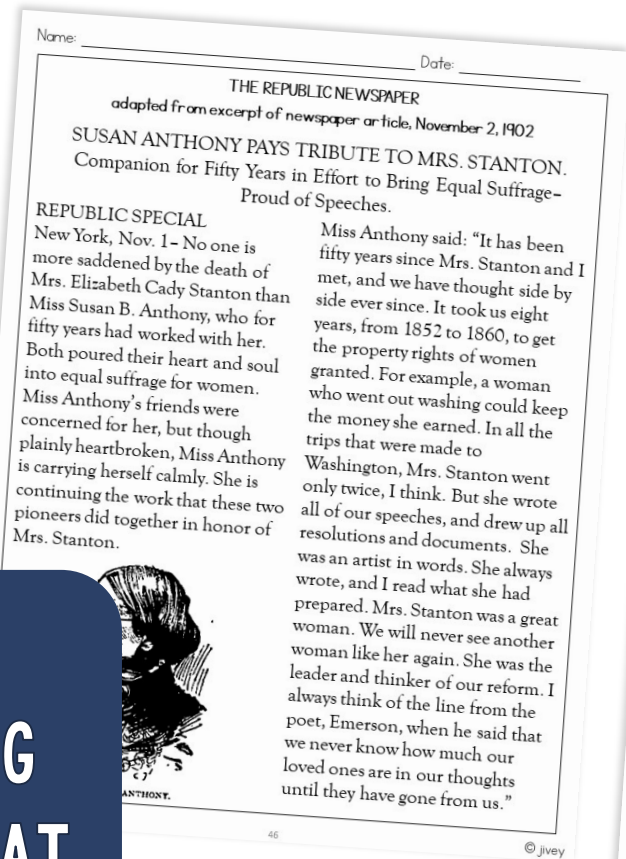 Name:
Date:
THE REPUBLIC NEWSPAPER
adapted from excerpt of newspaper article, November 2, 1902
SUSAN ANTHONY PAYS TRIBUTE TO MRS. STANTON.
Companion for Fifty Years in Effort to Bring Equal Suffrage–
Proud of Speeches.
REPUBLIC SPECIAL
New York, Nov. 1– No one is
more saddened by the death of
Mrs. Elizabeth Cady Stanton than
Miss Susan B. Anthony, who for
fifty years had worked with her.
Both poured their heart and soul
into equal suffrage for women.
Miss Anthony's friends were
concerned for her, but though
plainly heartbroken, Miss Anthony
is carrying herself calmly. She is
continuing the work that these two
pioneers did together in honor of
Mrs. Stanton.
ANTHONY.
Miss Anthony said: “It has been
fifty years since Mrs. Stanton and I
met, and we have thought side by
side ever since. It took us eight
years, from 1852 to 1860, to get
the property rights of women
granted. For example, a woman
who went out washing could keep
the money she earned. In all the
trips that were made to
Washington, Mrs. Stanton went
only twice, I think. But she wrote
all of our speeches, and drew up all
resolutions and documents. She
was an artist in words. She always
wrote, and I read what she had
prepared. Mrs. Stanton was a great
woman. We will never see another
woman like her again. She was the
leader and thinker of our reform. I
always think of the line from the
poet, Emerson, when he said that
we never know how much our
loved ones are in our thoughts
until they have gone from us.”
46
© jivey
G
AT